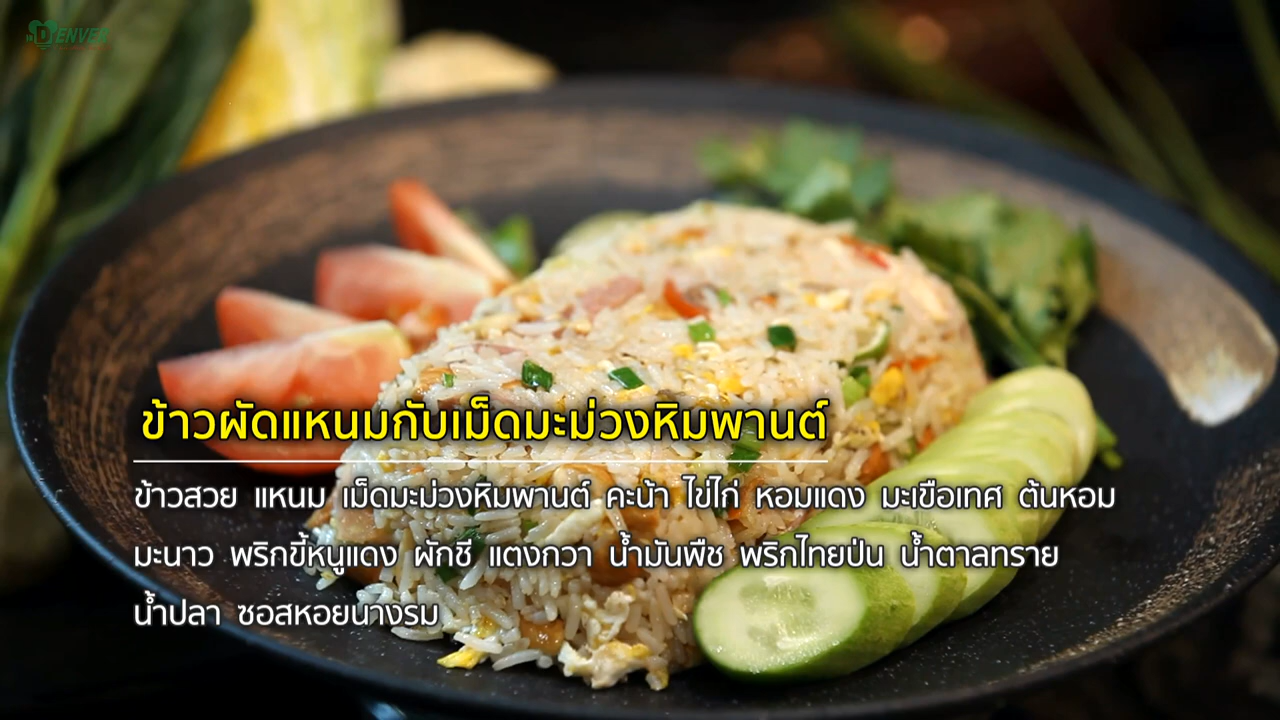 DENVER
ข้าวผัดแหนมกับเม็ดมะม่วงหิมพานต์
ข้าวสวย แหนม เม็ดมะม่วงหิมพานต์ คะน้า ไข่ไก่ หอมแดง มะเขือเทศ ต้นหอม
มะนาว พริกขี้หนูแดง ผักชี แตงกวา น้ำมันพืช พริกไทยป่น น้ำตาลทราย
น้ำปลา ซอสหอยนางรม